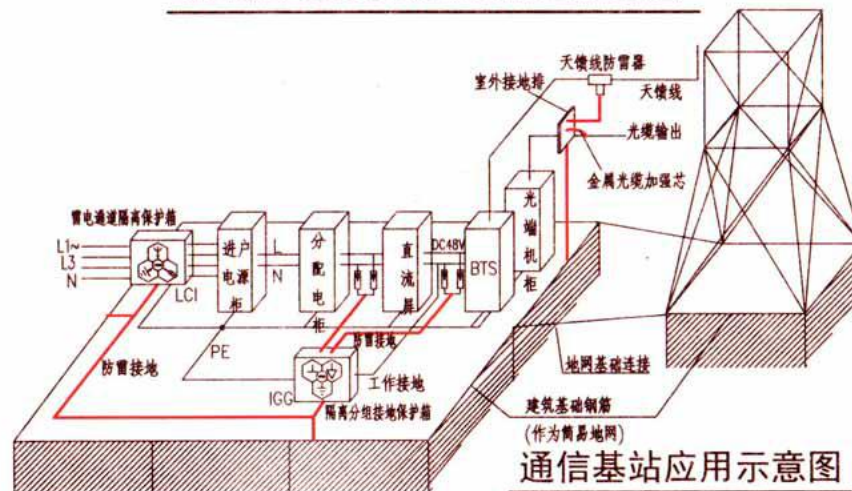 天馈线防雷器
室外接地排
天馈线
光缆输出
金属光缆加强芯
雷电通道隔离保护箱
L1~
L3
N
LCI
进户电源柜
L
N
分配电柜
直流屏
DC48V
BTS
光端机柜
PE
防雷接地
防雷接地
IGG
工作接地
隔离分组接地保护箱
地网基础连接
建筑基础钢筋
(作为简易地网)
通信基站应用示意图